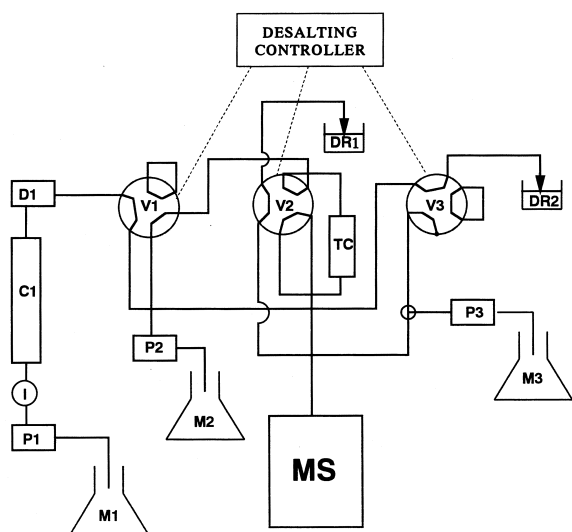 DESALTING
CONTROLLER
DR1
D1
V1
V2
V3
DR2
TC
C1
P2
P3
I
M2
M3
P1
MS
M1